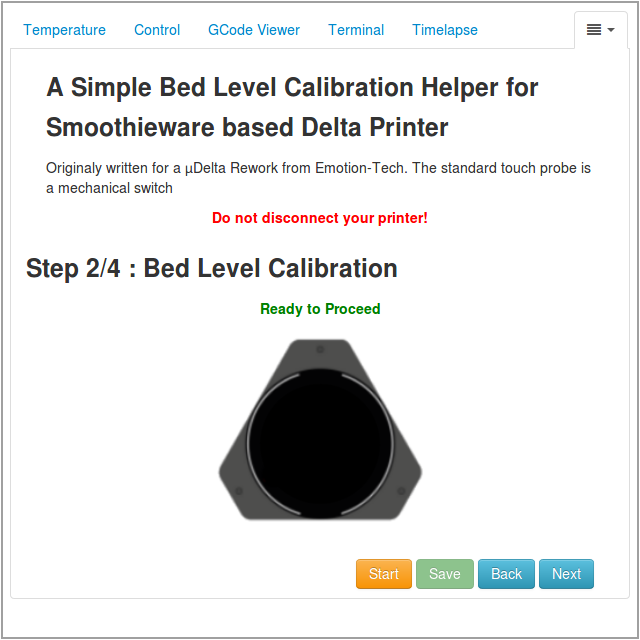 Temperature Control GCode Viewer Terminal Timelapse
A Simple Bed Level Calibration Helper for
Smoothieware based Delta Printer
Originaly written for a µDelta Rework from Emotion-Tech. The standard touch probe is
a mechanical switch
Do not disconnect your printer!
Step 2/4 : Bed Level Calibration
Ready to Proceed
Start Save Back Next